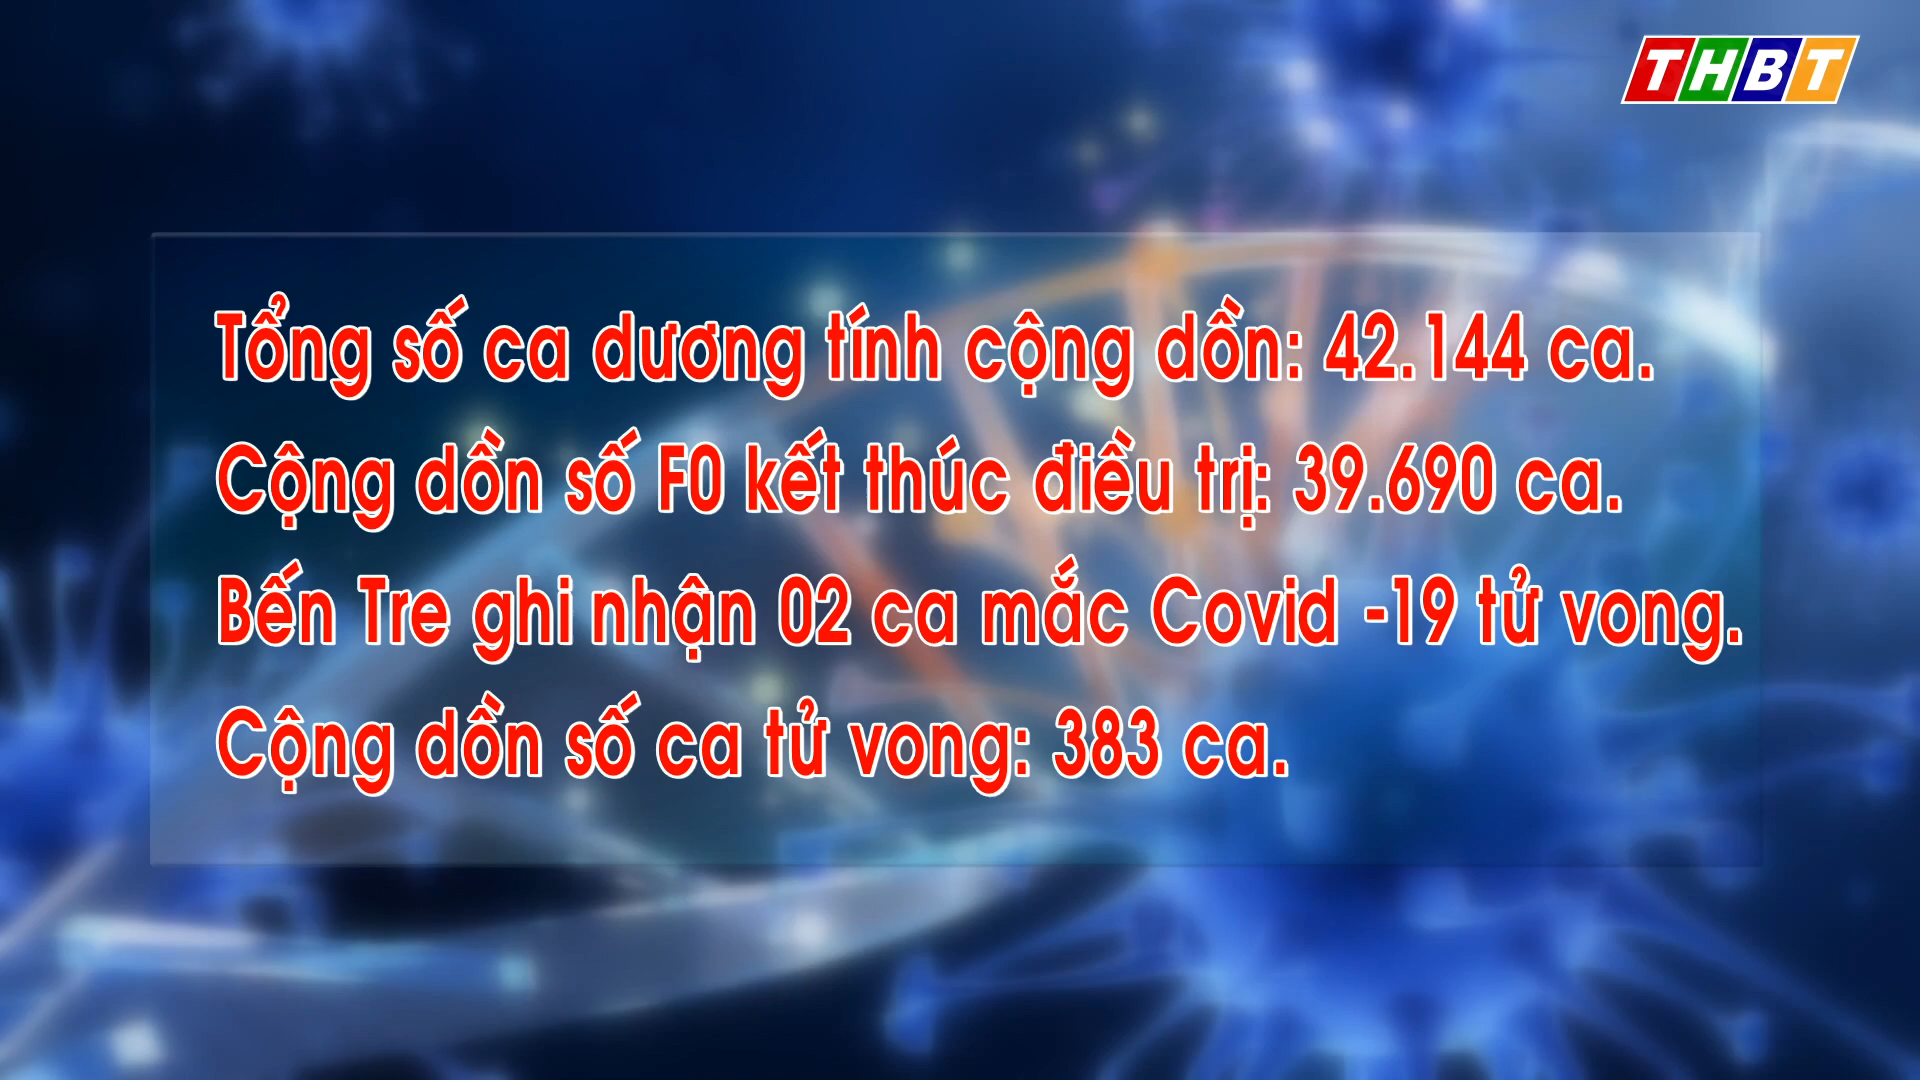 THBT
Tổng số ca dương tính cộng dồn: 42.144 ca.
Cộng dồn số F0 kết thúc điều trị: 39.690 ca.
Bến Tre ghi nhận 02 ca mắc Covid -19 tử vong.
Cộng dồn số ca tử vong: 383 ca.